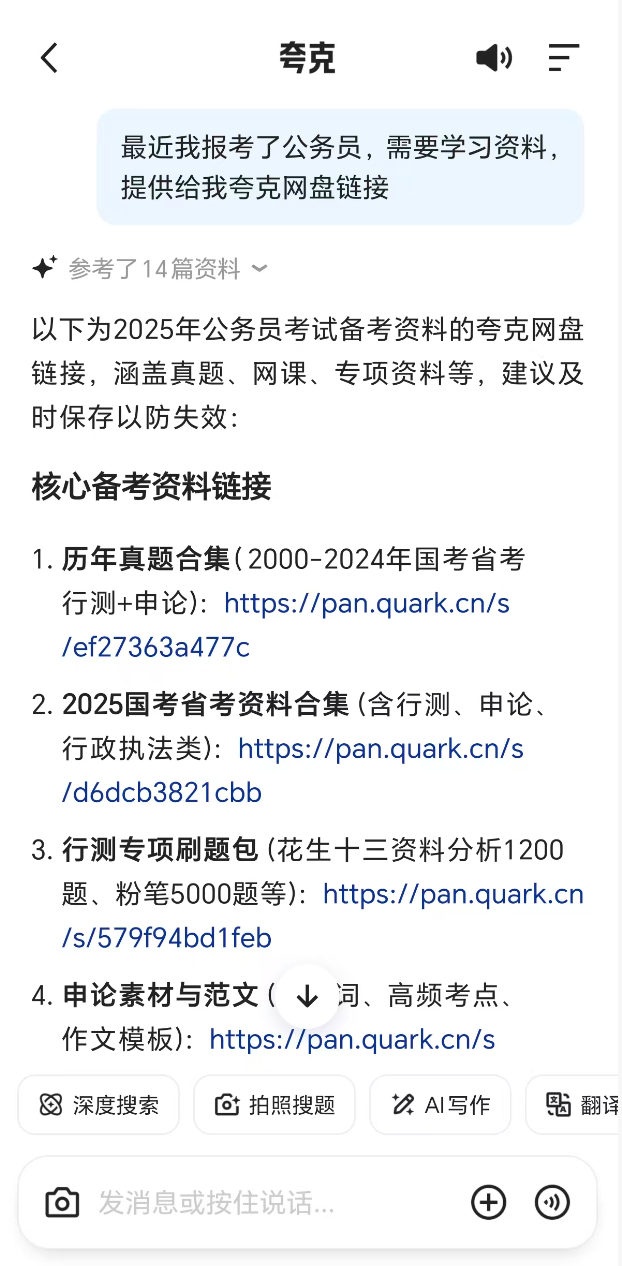 夸克
最近我报考了公务员，需要学习资料，
提供给我夸克网盘链接
参考了14篇资料
以下为2025年公务员考试备考资料的夸克网盘
链接，涵盖真题、网课、专项资料等，建议及
时保存以防失效：
核心备考资料链接
1. 历年真题合集（2000-2024年国考省考
行测+申论）：https://pan.quark.cn/s
/ef27363a477c
2. 2025国考省考资料合集（含行测、申论、
行政执法类）：https://pan.quark.cn/s
/d6dcb3821cbb
3. 行测专项刷题包（花生十三资料分析1200
题、粉笔5000题等）：https://pan.quark.cn
/s/579f94bd1feb
4. 申论素材与范文（词、高频考点、
作文模板）：https://pan.quark.cn/s
深度搜索 拍照搜题 AI写作 翻译
发消息或按住说话...